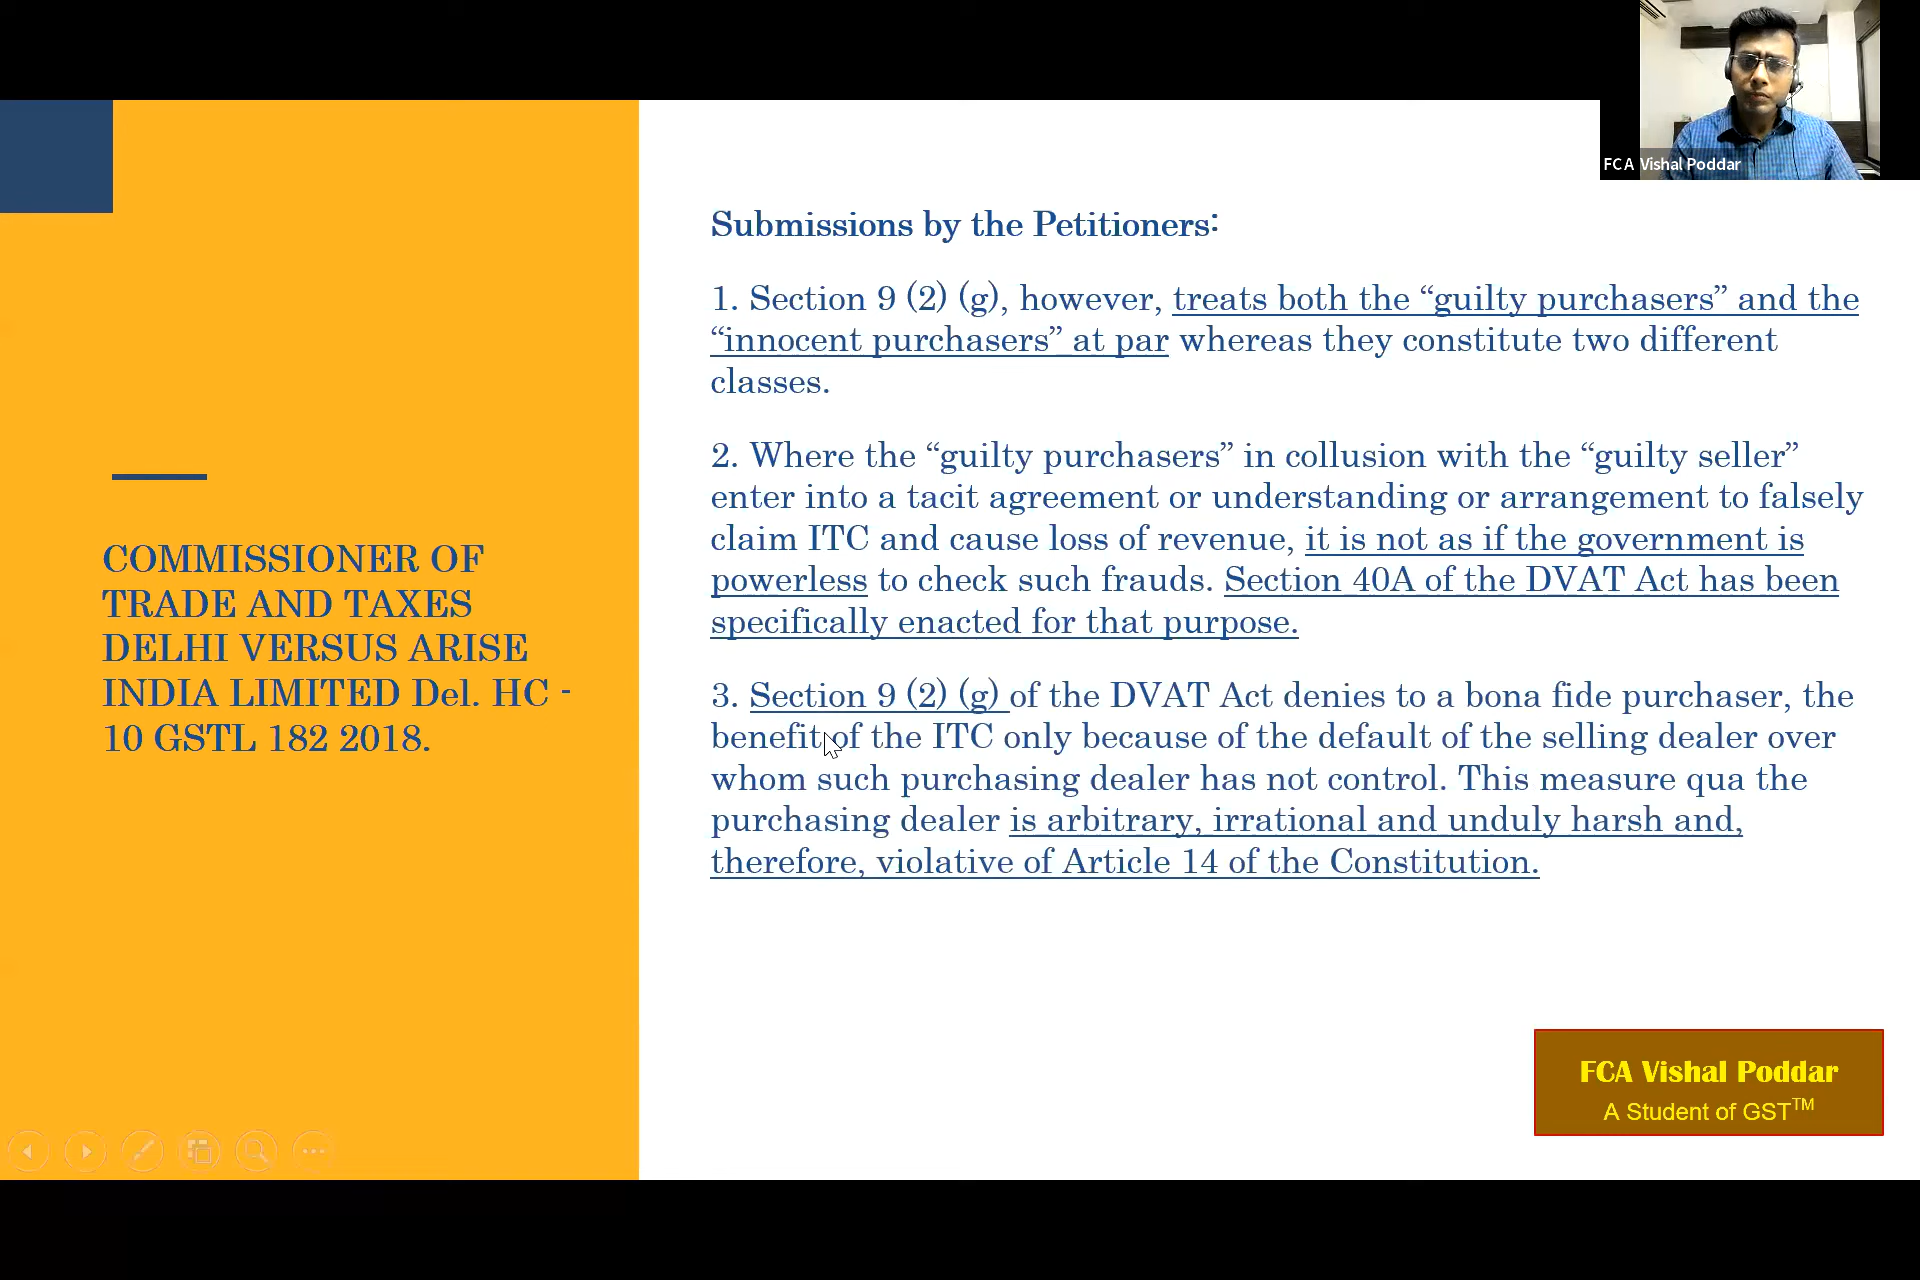 FCA Vishal Poddar
COMMISSIONER OF
TRADE AND TAXES
DELHI VERSUS ARISE
INDIA LIMITED Del. HC -
10 GSTL 182 2018.
Submissions by the Petitioners:
1. Section 9 (2) (g), however, treats both the “guilty purchasers” and the
“innocent purchasers” at par whereas they constitute two different
classes.
2. Where the “guilty purchasers” in collusion with the “guilty seller”
enter into a tacit agreement or understanding or arrangement to falsely
claim ITC and cause loss of revenue, it is not as if the government is
powerless to check such frauds. Section 40A of the DVAT Act has been
specifically enacted for that purpose.
3. Section 9 (2) (g) of the DVAT Act denies to a bona fide purchaser, the
benefit of the ITC only because of the default of the selling dealer over
whom such purchasing dealer has not control. This measure qua the
purchasing dealer is arbitrary, irrational and unduly harsh and,
therefore, violative of Article 14 of the Constitution.
FCA Vishal Poddar
A Student of GST™